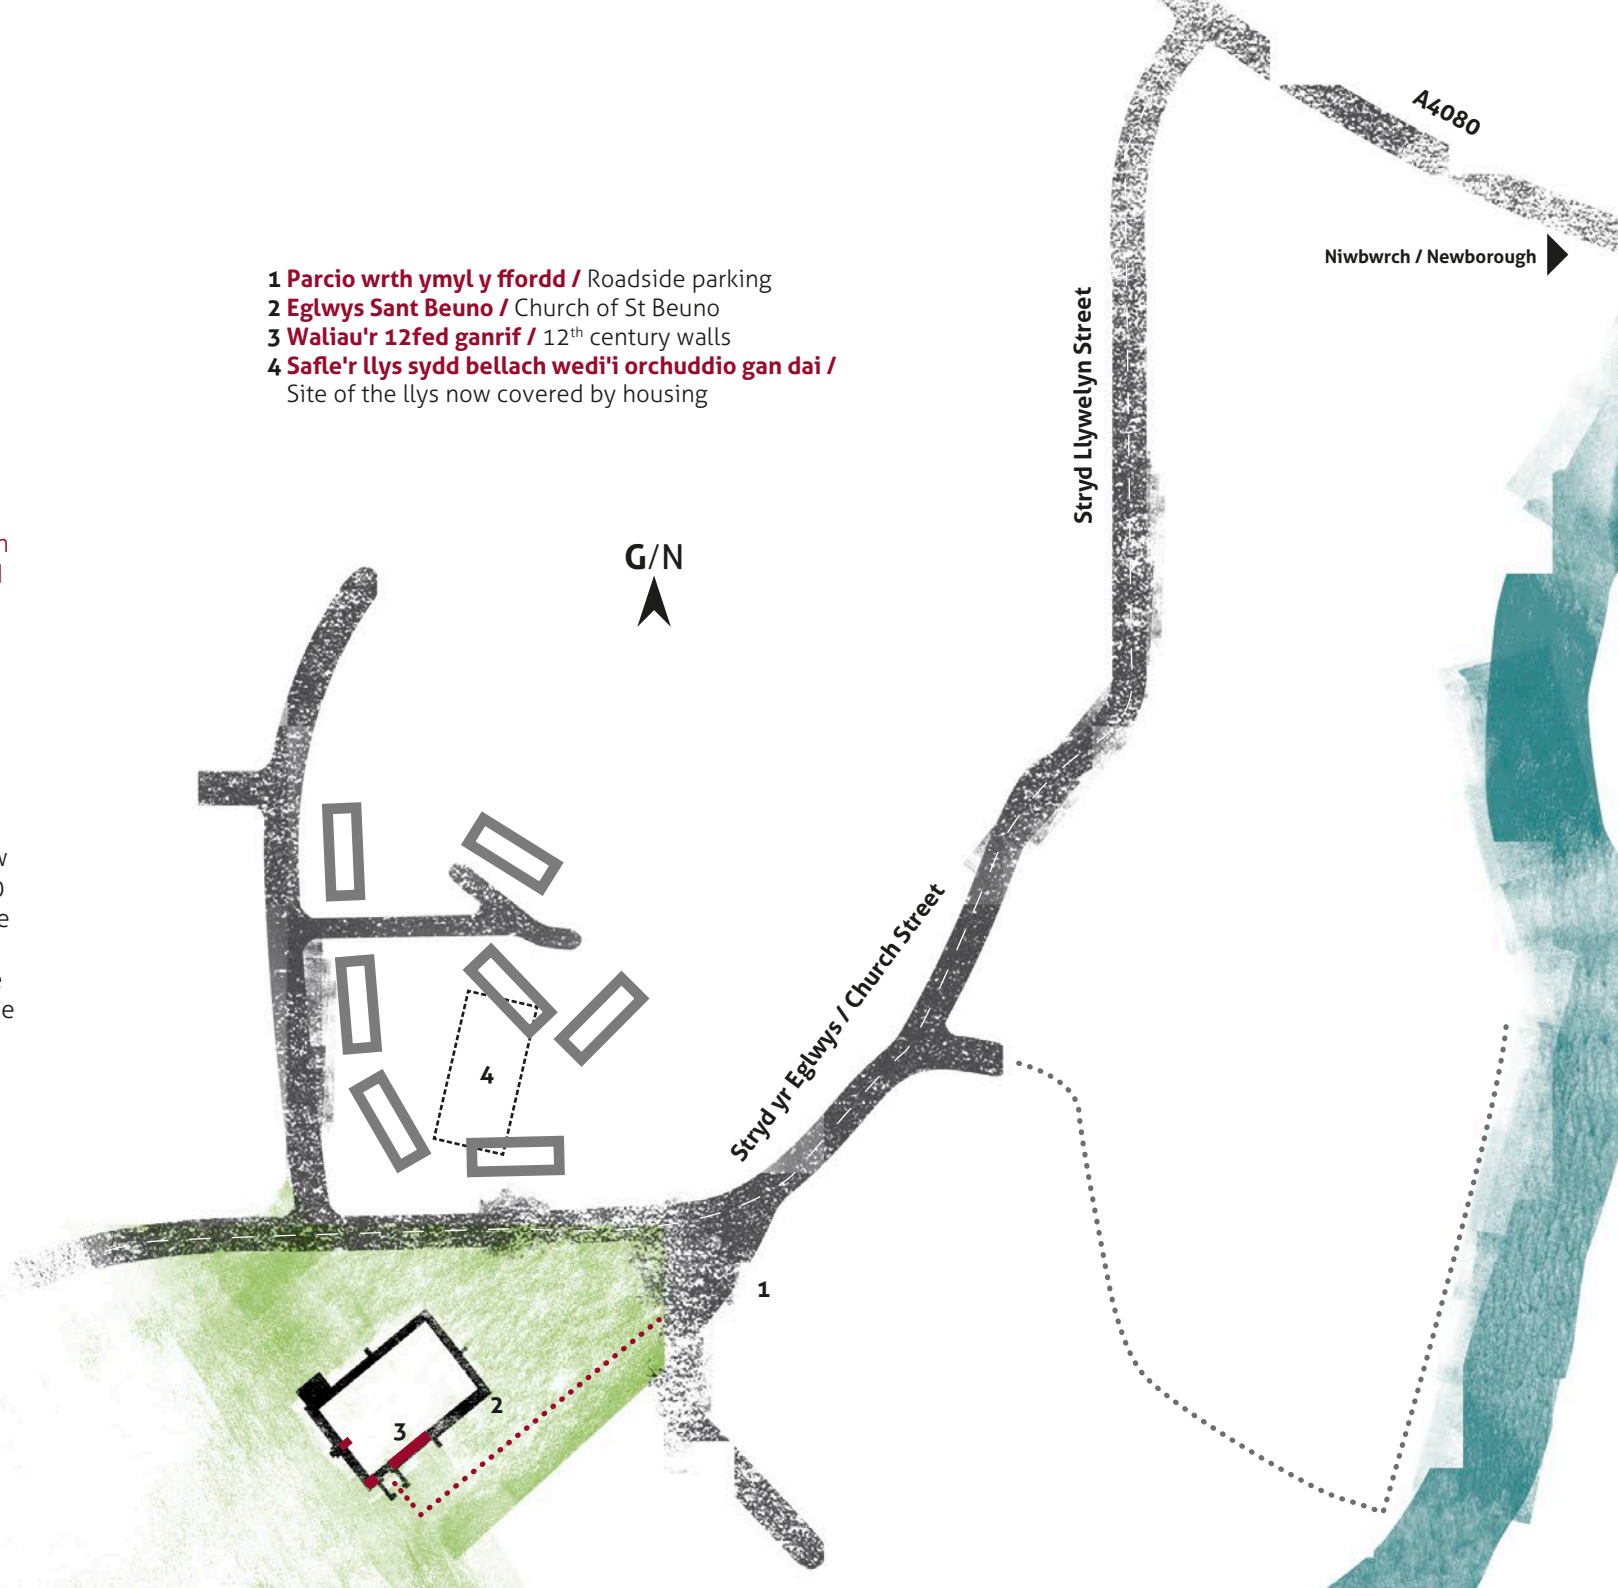 A4080
Niwbwrch / Newborough
1 Parcio wrth ymyl y ffordd / Roadside parking
2 Eglwys Sant Beuno / Church of St Beuno
3 Waliau'r 12fed ganrif / 12th century walls
4 Safle'r llys sydd bellach wedi'i orchuddio gan dai /
Site of the llys now covered by housing
Stryd Llywelyn Street
G/N
Stryd yr Eglwys / Church Street
4
1
2
3